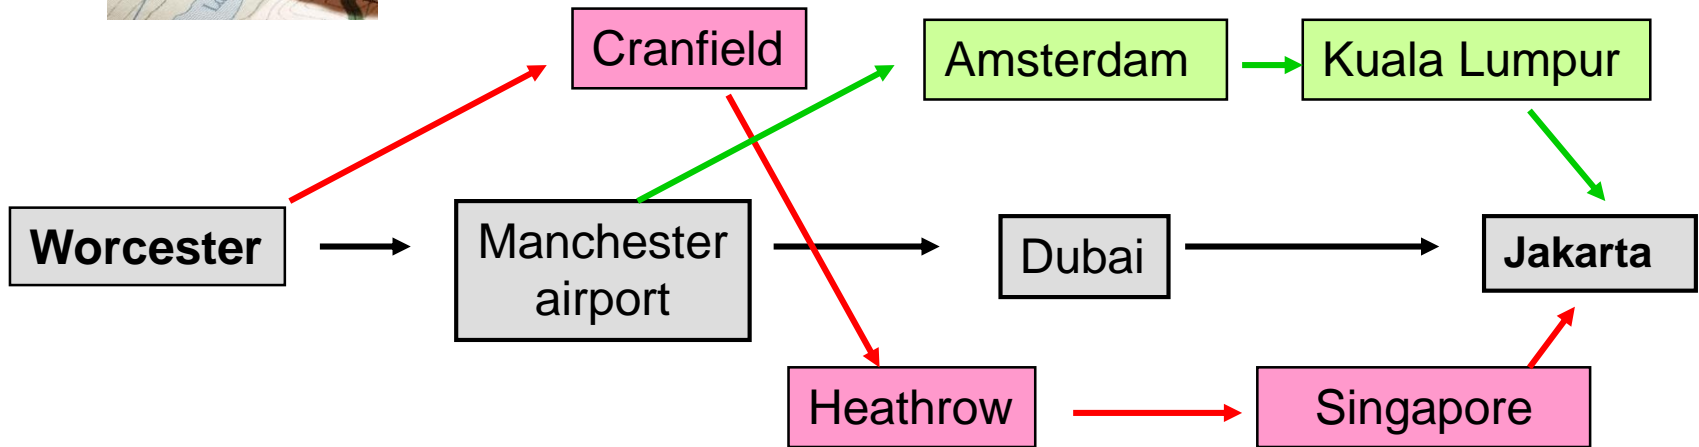 Cranfield
Amsterdam
Kuala Lumpur
Worcester
Manchester
airport
Dubai
Jakarta
Heathrow
Singapore